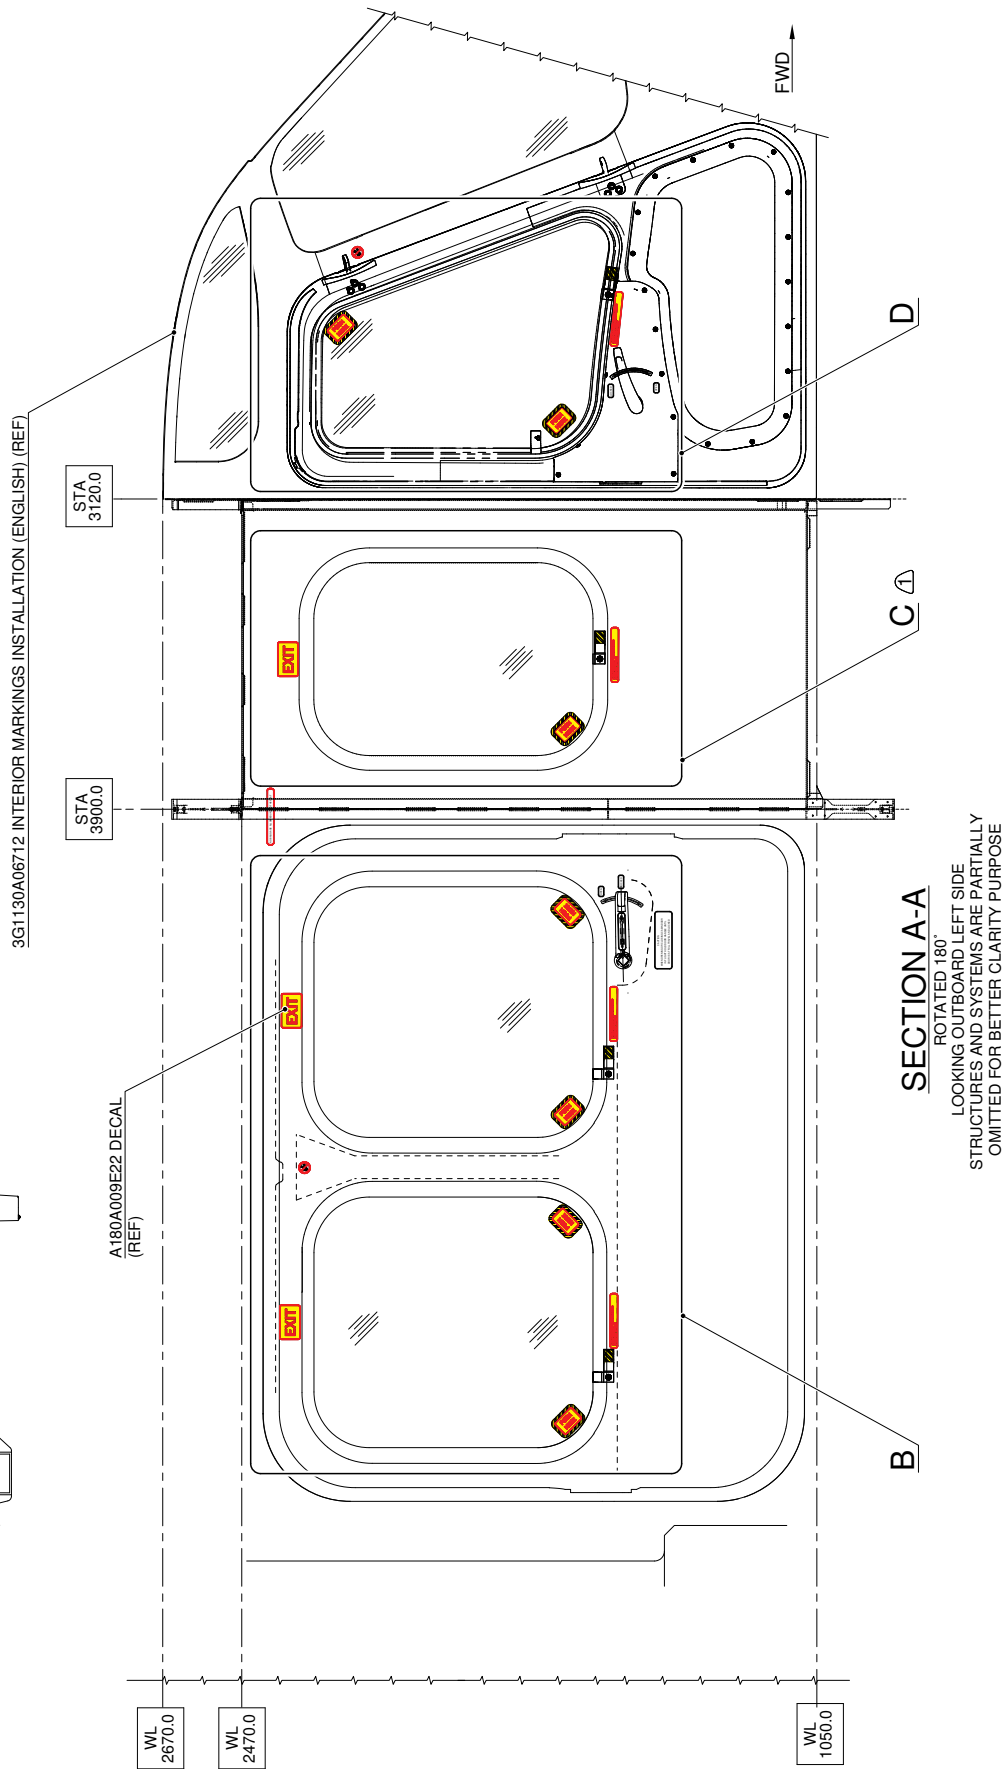 3G1130A06712 INTERIOR MARKINGS INSTALLATION (ENGLISH) (REF)
STA
3120.0
STA
3900.0
FWD
A180A009E22 DECAL
(REF)
EXIT
EXIT
EXIT
D
C 1
B
WL
2670.0
WL
2470.0
WL
1050.0
SECTION A-A
ROTATED 180°
LOOKING OUTBOARD LEFT SIDE
STRUCTURES AND SYSTEMS ARE PARTIALLY
OMITTED FOR BETTER CLARITY PURPOSE